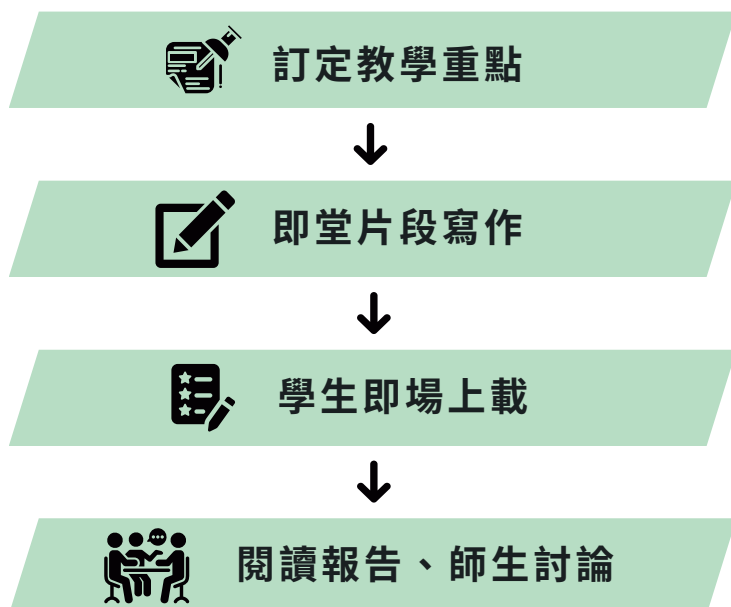 訂定教學重點
即堂片段寫作
學生即場上載
閱讀報告、師生討論